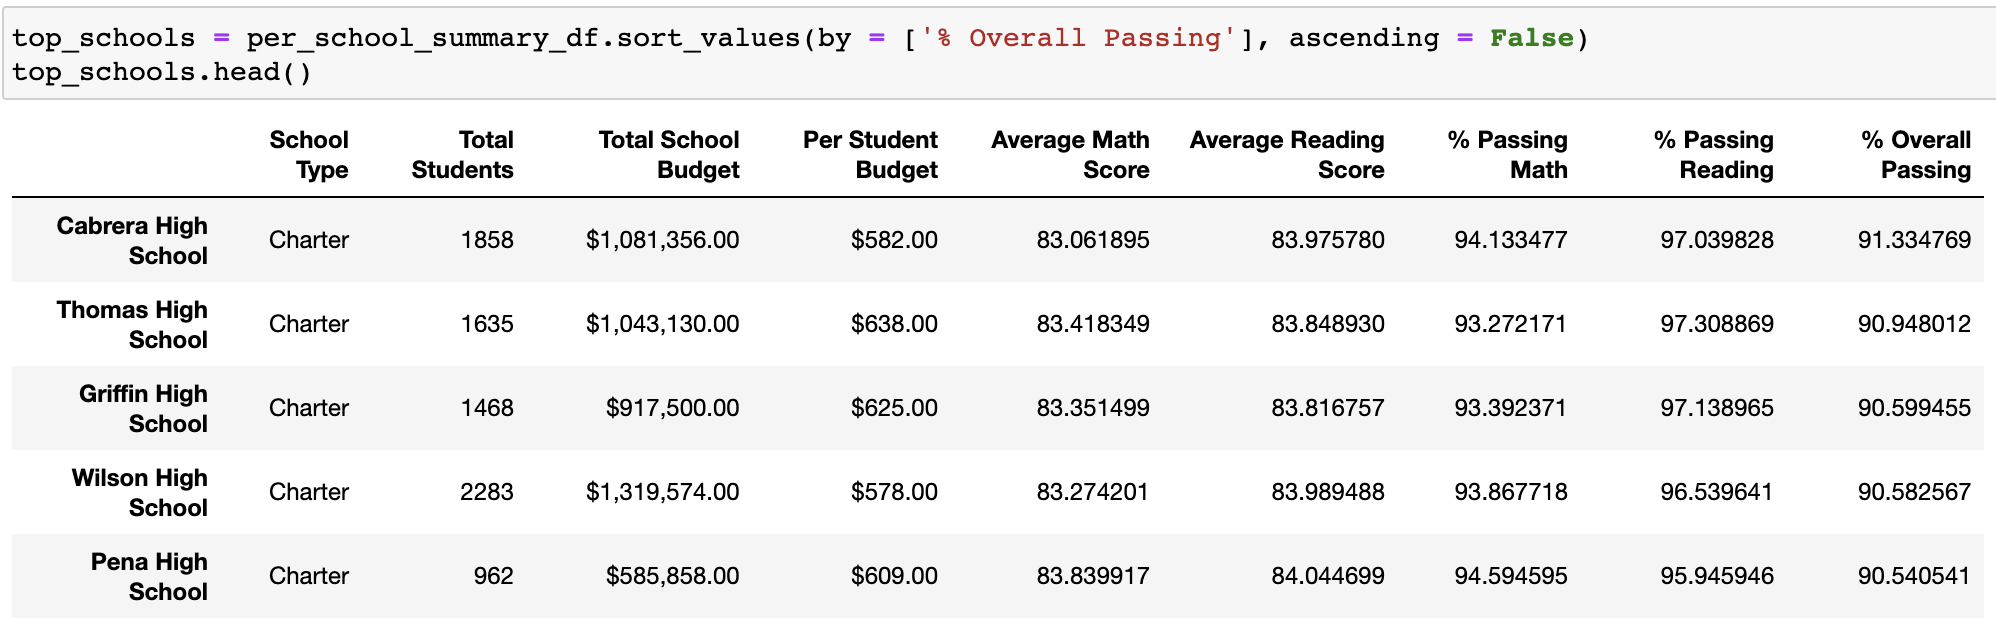 top_schools = per_school_summary_df.sort_values(by = ['% Overall Passing'], ascending = False)
top_schools.head()
School Type Total Students Total School Budget Per Student Budget Average Math Score Average Reading Score % Passing Math % Passing Reading % Overall Passing
Cabrera High School Charter 1858 $1,081,356.00 $582.00 83.061895 83.975780 94.133477 97.039828 91.334769
Thomas High School Charter 1635 $1,043,130.00 $638.00 83.418349 83.848930 93.272171 97.308869 90.948012
Griffin High School Charter 1468 $917,500.00 $625.00 83.351499 83.816757 93.392371 97.138965 90.599455
Wilson High School Charter 2283 $1,319,574.00 $578.00 83.274201 83.989488 93.867718 96.539641 90.582567
Pena High School Charter 962 $585,858.00 $609.00 83.839917 84.044699 94.594595 95.945946 90.540541